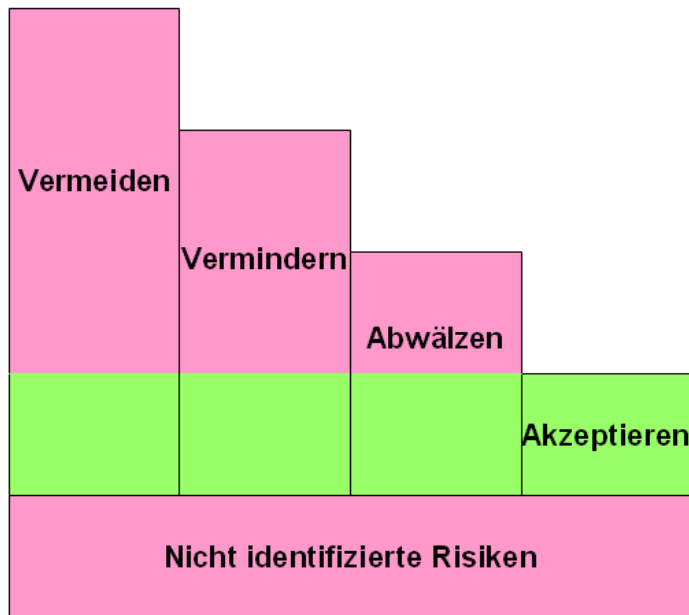 Vermeiden
Vermindern
Abwälzen
Akzeptieren
Nicht identifizierte Risiken